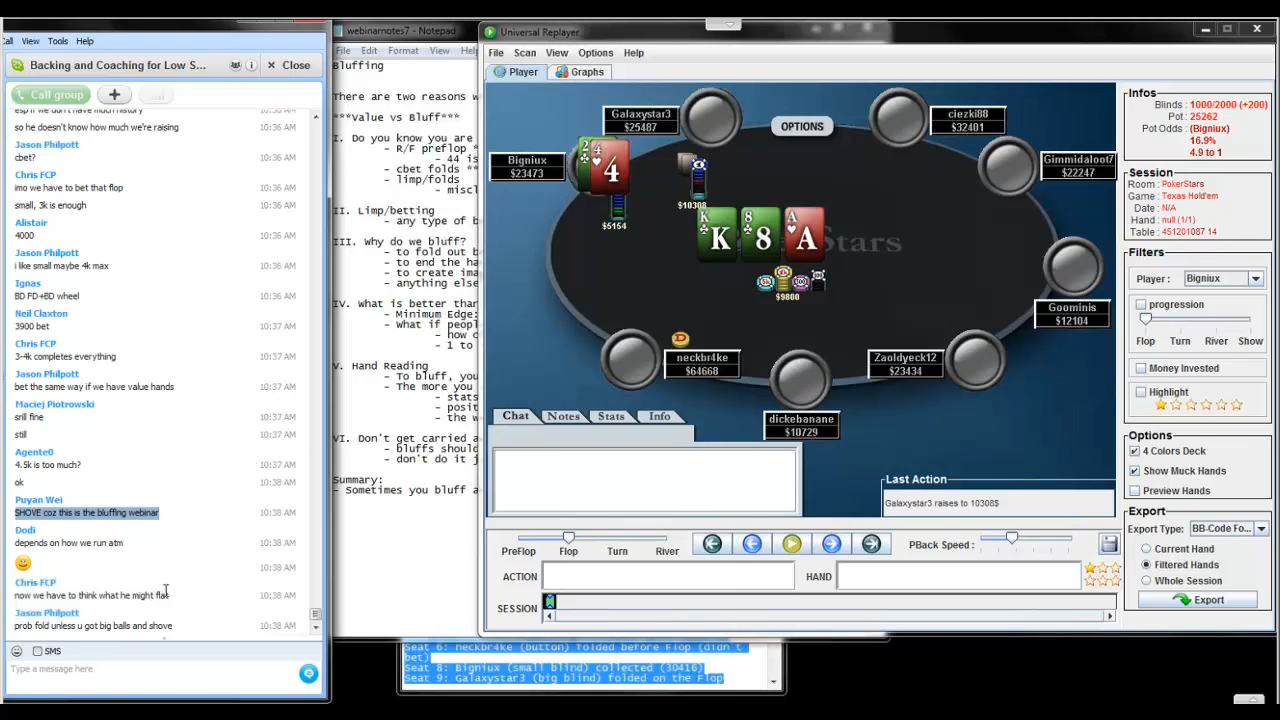 Call View Tools Help
Backing and Coaching for Low S...
Close
Call group
so he doesn't know how much we're raising 10:36 AM
Jason Philpott
cbet? 10:36 AM
Chris FCP
imo we have to bet that flop 10:36 AM
small, 3k is enough 10:36 AM
Alistair
4000 10:36 AM
Jason Philpott
i like small maybe 4k max 10:36 AM
Ignas
BD FD+BD wheel 10:36 AM
Neil Claxton
3900 bet 10:37 AM
Chris FCP
3-4k completes everything 10:37 AM
Jason Philpott
bet the same way if we have value hands 10:37 AM
Maciej Piotrowski
srill fine 10:37 AM
still 10:37 AM
Agente0
4.5k is too much? 10:37 AM
ok 10:38 AM
Puyan Wei
SHOVE coz this is the bluffing webinar 10:38 AM
Dodi
depends on how we run atm 10:38 AM
10:38 AM
Chris FCP
now we have to think what he might flat 10:38 AM
Jason Philpott
prob fold unless u got big balls and shove 10:38 AM
SMS
Type a message here
webinarnotes7 - Notepad
File Edit Format View Help
Bluffing
There are two reasons w
***Value vs Bluff***
I. Do you know you are
- R/F preflop *
- 44 is
- cbet folds **
- limp/folds
- miscl
II. Limp/betting
- any type of b
III. Why do we bluff?
- to fold out b
- to end the ha
- to create ima
- anything else
IV. What is better than
- Minimum Edge:
- What if peopl
- how o
- 1 to
V. Hand Reading
- To bluff, you
- The more you
- stats
- posit
- the w
VI. Don't get carried a
- bluffs shoul
- don't do it j
Summary:
- Sometimes you bluff a
Seat 6: neckbr4ke (button) folded before Flop (didn't
bet)
Seat 8: Bigniux (small blind) collected (30416)
Seat 9: Galaxystar3 (big blind) folded on the Flop
Universal Replayer
File Scan View Options Help
Player Graphs
OPTIONS
Galaxystar3
$25487
ciezki88
$32401
Bigniux
$23473
2 4
4
Gimmidaloot7
$22247
$10308
$5154
K 8 A
K 8 A
Stars
$9800
Goominis
$12104
neckbr4ke
$64668
Zaoldyeck12
$23434
dickebanane
$10729
Chat Notes Stats Info
Last Action
Galaxystar3 raises to 10308$
PreFlop Flop Turn River
PBack Speed :
ACTION
HAND
SESSION
Infos
Blinds : 1000/2000 (+200)
Pot : 25262
Pot Odds : (Bigniux)
16.9%
4.9 to 1
Session
Room : PokerStars
Game : Texas Hold'em
Date : N/A
Hand : null (1/1)
Table : 451201087 14
Filters
Player : Bigniux
progression
Flop Turn River Show
Money Invested
Highlight
Options
4 Colors Deck
Show Muck Hands
Preview Hands
Export
Export Type: BB-Code Fo...
Current Hand
Filtered Hands
Whole Session
Export